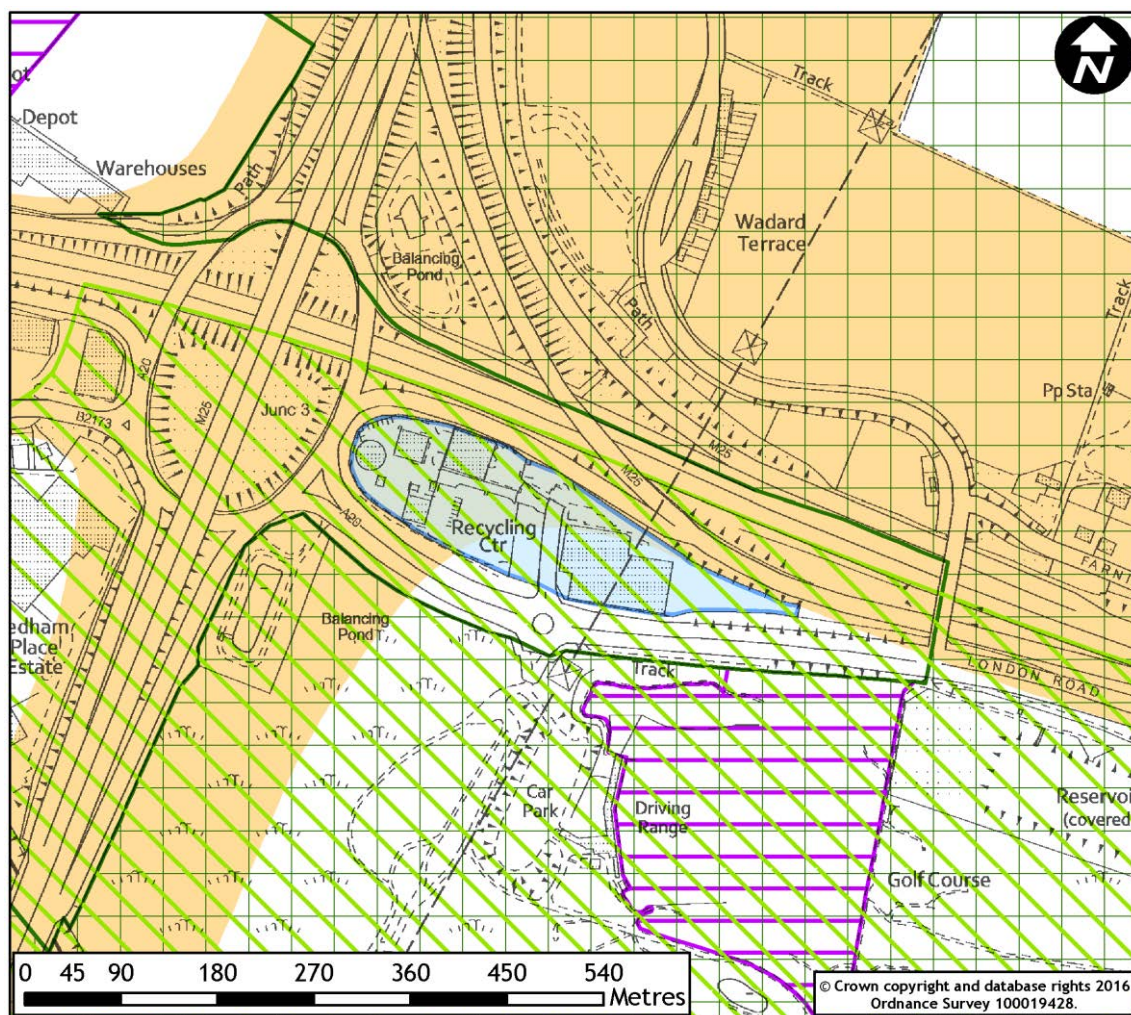 N
Track
ot
Depot
Warehouses
Path
Wadard
Terrace
Balancing
Pond
Path
Track
A20
M25
Junc 3
B2173
Pp Sta
M25
M25
A20
Recycling
Ctr
FARNI
Balancing
Pond
edham
Place
Estate
Track
LONDON ROAD
Car
Park
Driving
Range
Reservoi
(covered
Golf Course
0 45 90 180 270 360 450 540
Metres
© Crown copyright and database rights 2016
Ordnance Survey 100019428.